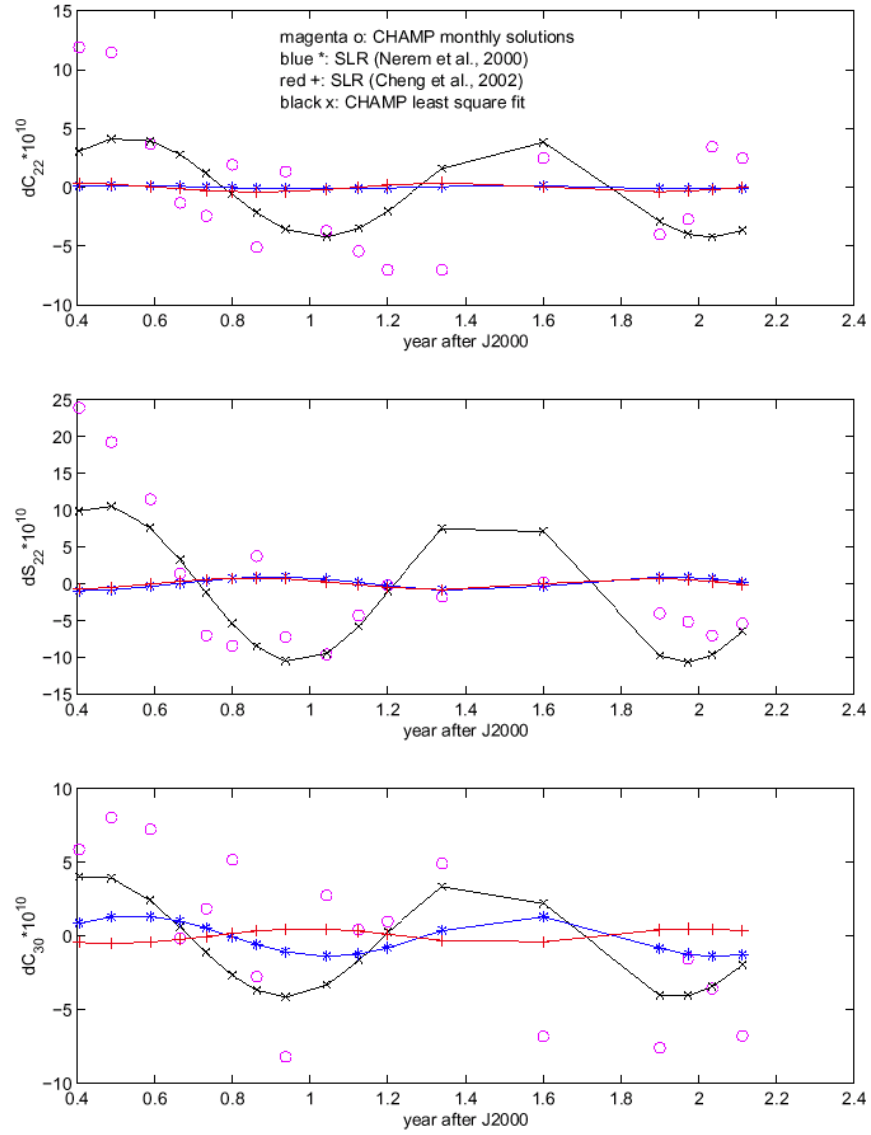 15
10
5
0
−5
−10
dC22 *10^10
magenta o: CHAMP monthly solutions
blue *: SLR (Nerem et al., 2000)
red +: SLR (Cheng et al., 2002)
black x: CHAMP least square fit
0.4 0.6 0.8 1 1.2 1.4 1.6 1.8 2 2.2 2.4
year after J2000
25
20
15
10
5
0
−5
−10
−15
dS22 *10^10
0.4 0.6 0.8 1 1.2 1.4 1.6 1.8 2 2.2 2.4
year after J2000
10
5
0
−5
−10
dC30 *10^10
0.4 0.6 0.8 1 1.2 1.4 1.6 1.8 2 2.2 2.4
year after J2000